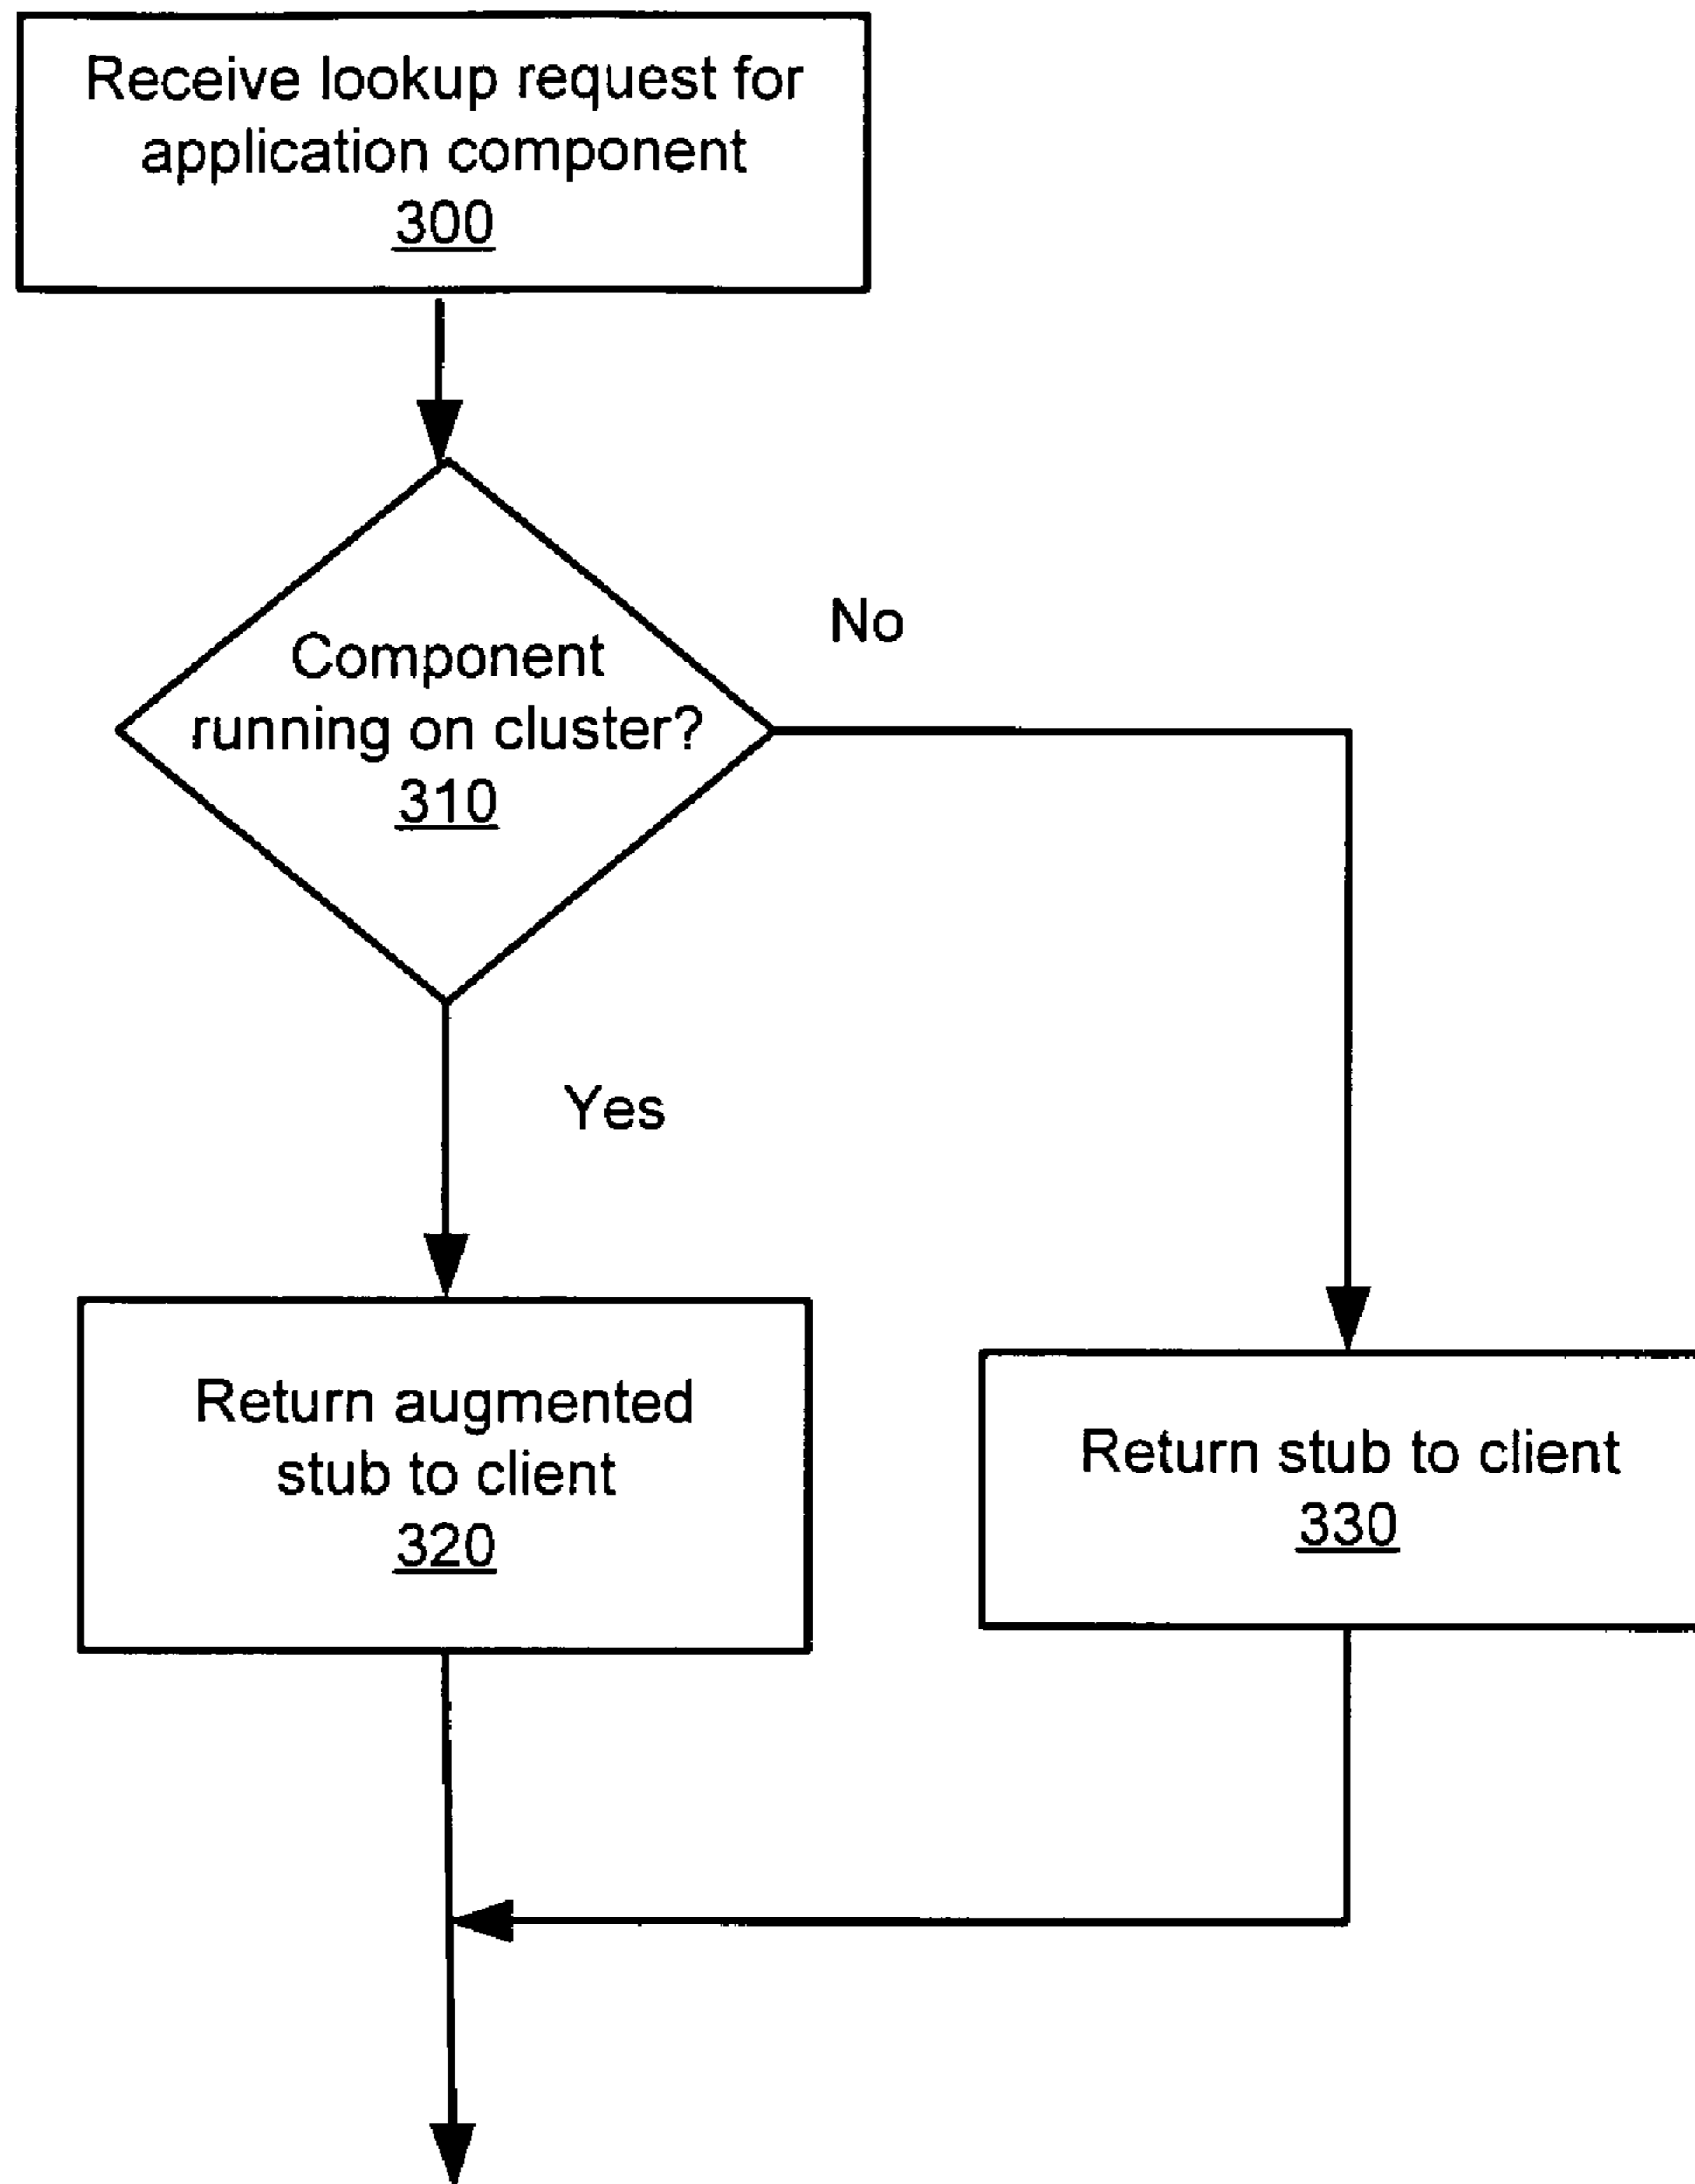 Receive lookup request for
application component
300
Component
running on cluster?
310
No
Yes
Return augmented
stub to client
320
Return stub to client
330